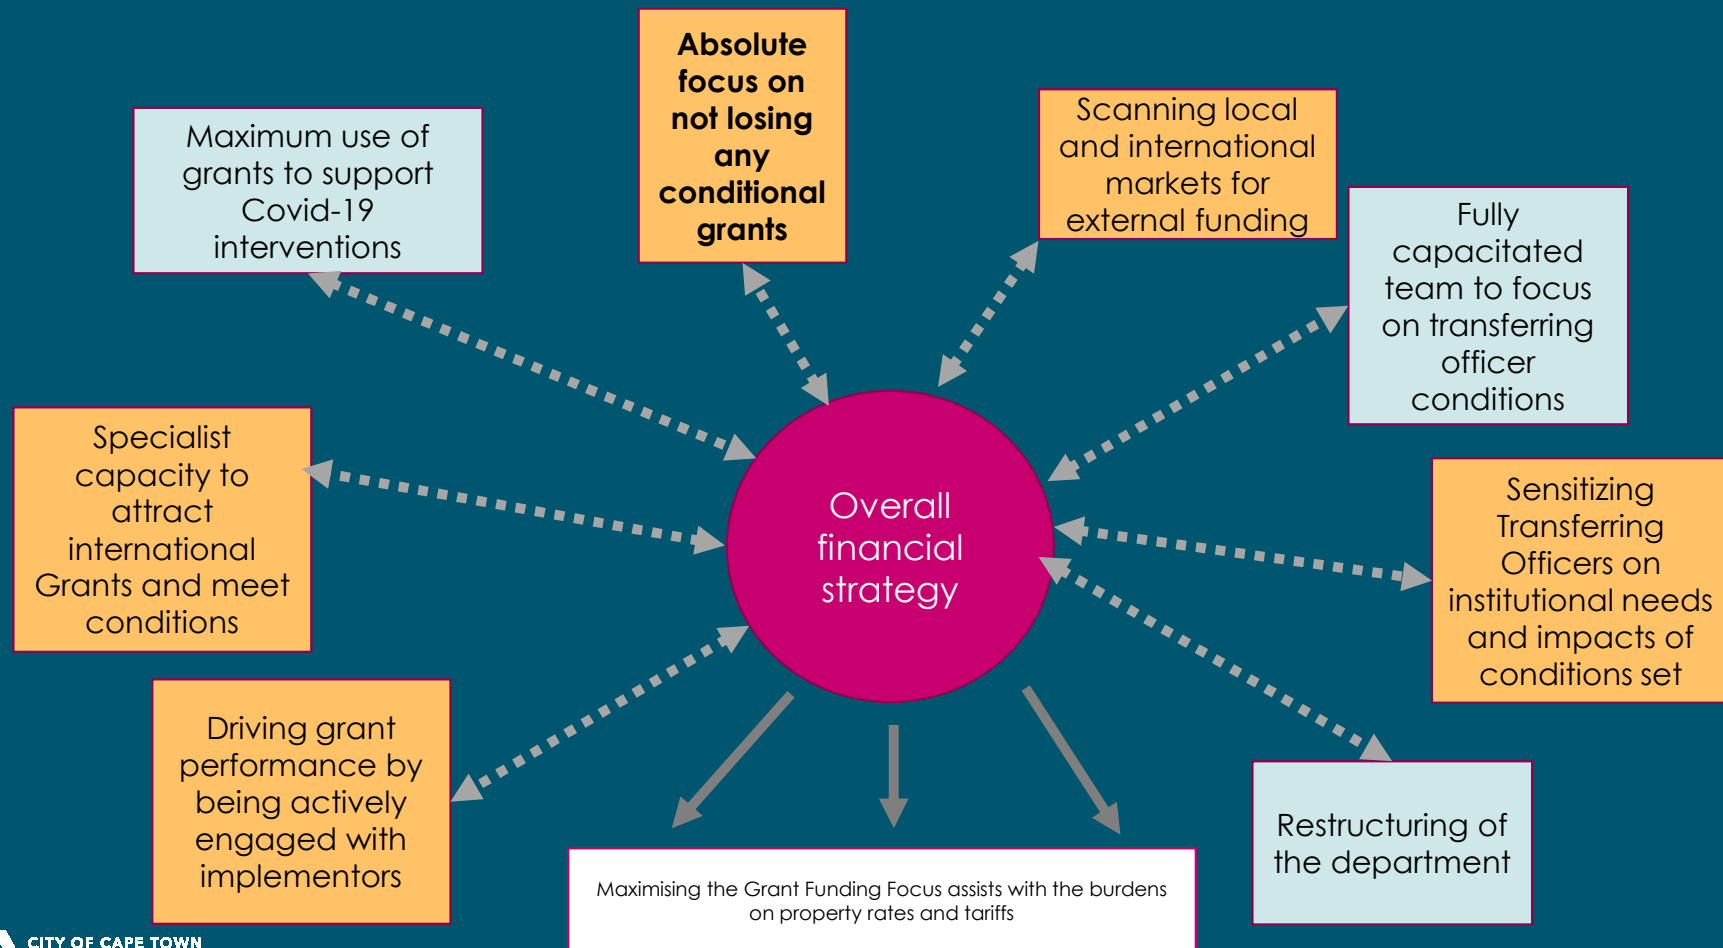 Absolute
focus on
not losing
any
conditional
grants
Maximum use of
grants to support
Covid-19
interventions
Scanning local
and international
markets for
external funding
Fully
capacitated
team to focus
on transferring
officer
conditions
Specialist
capacity to
attract
international
Grants and meet
conditions
Overall
financial
strategy
Sensitizing
Transferring
Officers on
institutional needs
and impacts of
conditions set
Driving grant
performance by
being actively
engaged with
implementors
Restructuring of
the department
Maximising the Grant Funding Focus assists with the burdens
on property rates and tariffs
CITY OF CAPE TOWN